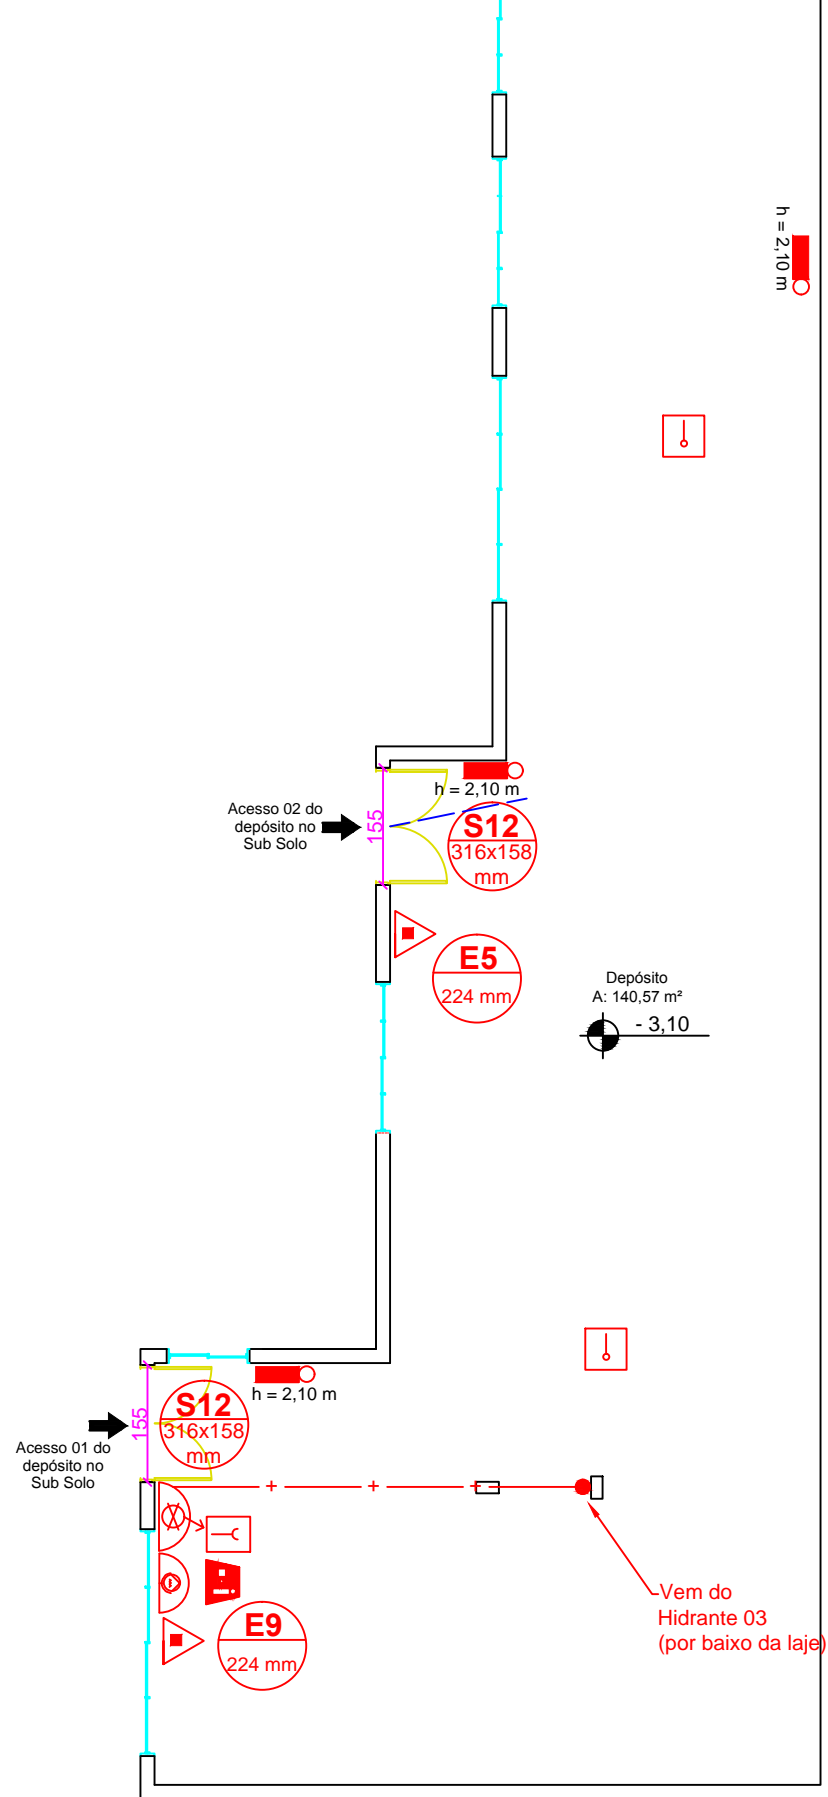 h = 2,10 m
h = 2,10 m
Acesso 02 do
depósito no
Sub Solo
155
S12
316x158
mm
E5
224 mm
Depósito
A: 140,57 m²
- 3,10
h = 2,10 m
S12
316x158
mm
155
Acesso 01 do
depósito no
Sub Solo
Vem do
Hidrante 03
(por baixo da laje)
E9
224 mm